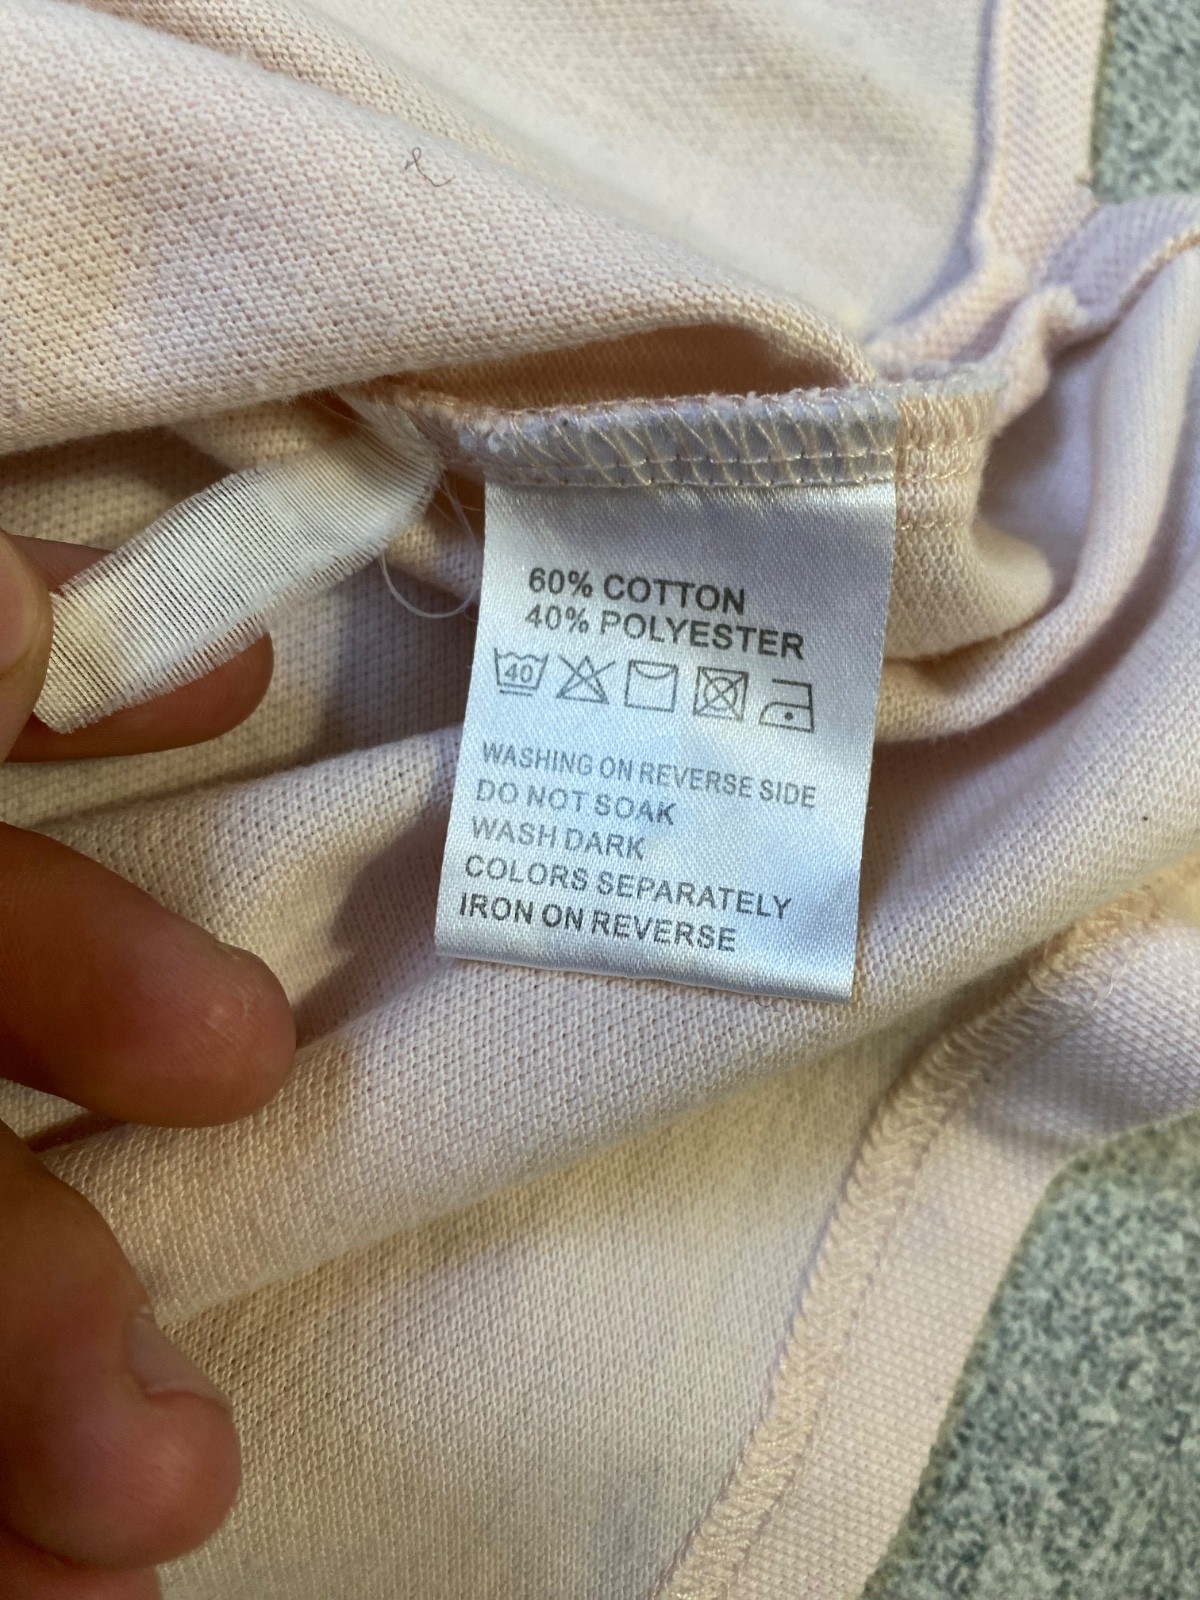 60% COTTON
40% POLYESTER
40
WASHING ON REVERSE SIDE
DO NOT SOAK
WASH DARK
COLORS SEPARATELY
IRON ON REVERSE